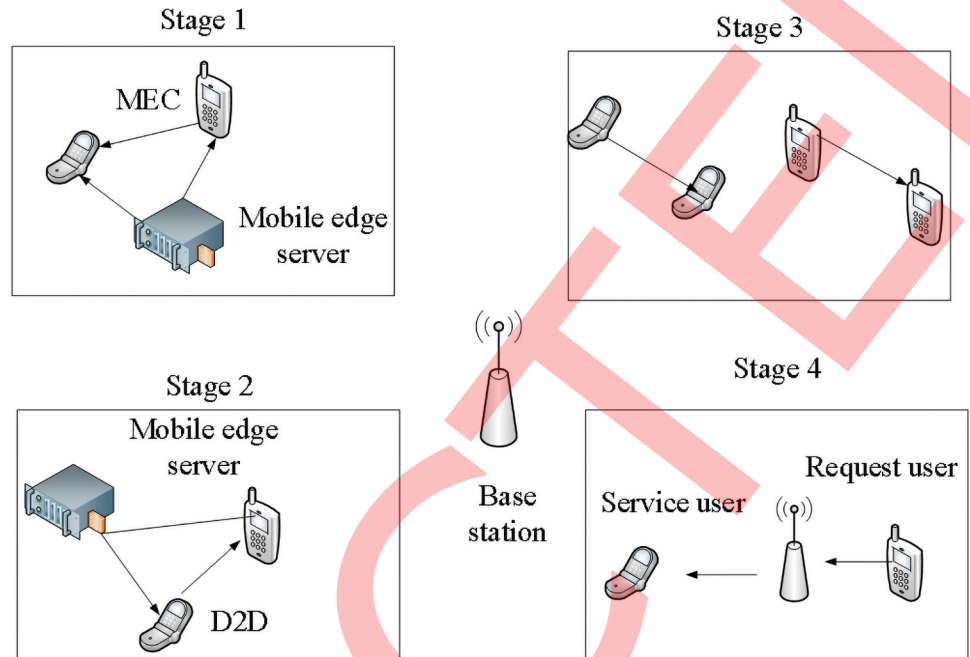 Stage 1
MEC
Mobile edge
server
Stage 3
Stage 2
Mobile edge
server
D2D
Base
station
Stage 4
Request user
Service user